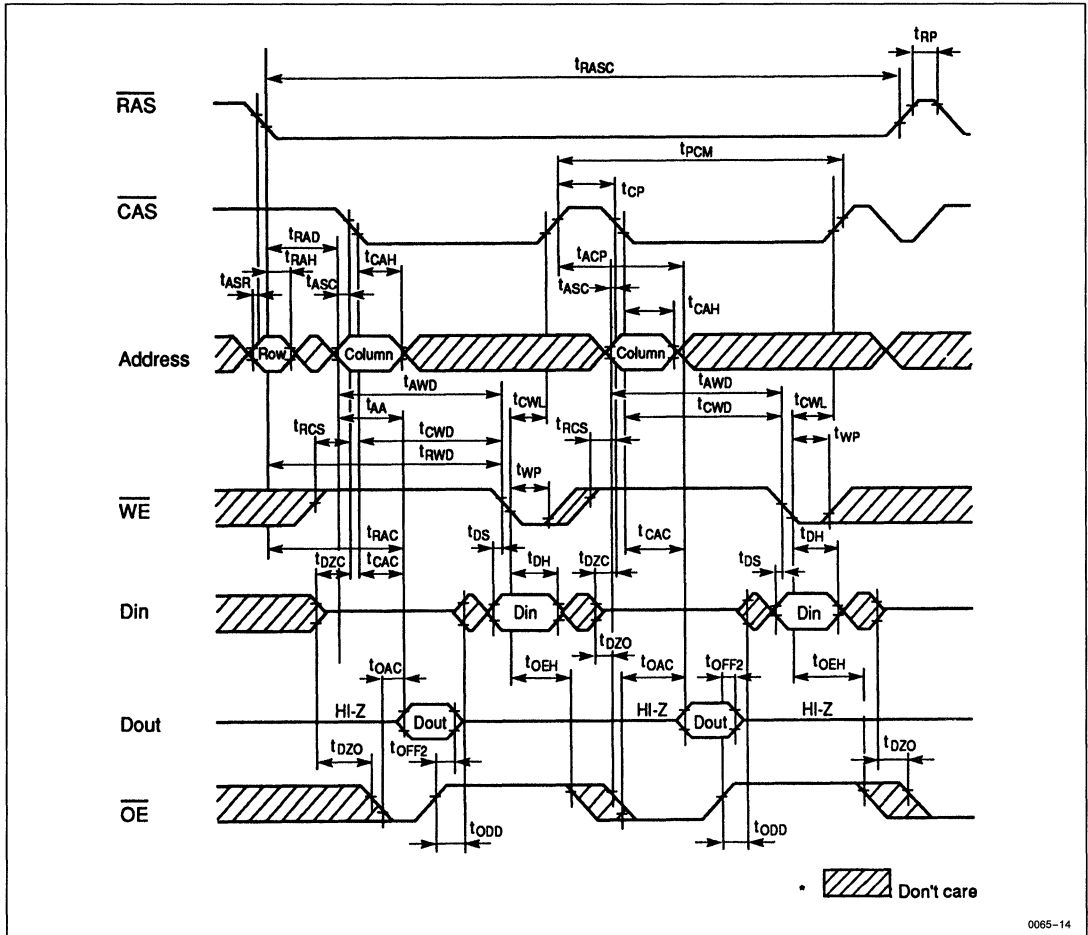 tRP
tRASC
RAS
tPCM
tCP
CAS
tRAD
tRAH tCAH tACP
tASR tASC tASC tCAH
Address Row Column Column
tAWD tAWD
tAA tCWL tCWD tCWL
tRCS tCWD tRCS tWP
tRWD tWP
WE
tRAC tDS tCAC tDH
tDZC tCAC tDH tDZC tDS
Din Din Din
tDZO
tOAC tOEH tOAC tOFF2 tOEH
HI-Z HI-Z HI-Z
Dout Dout Dout
tDZO tOFF2 tDZO
OE
tODD tODD
* Don't care
0065-14